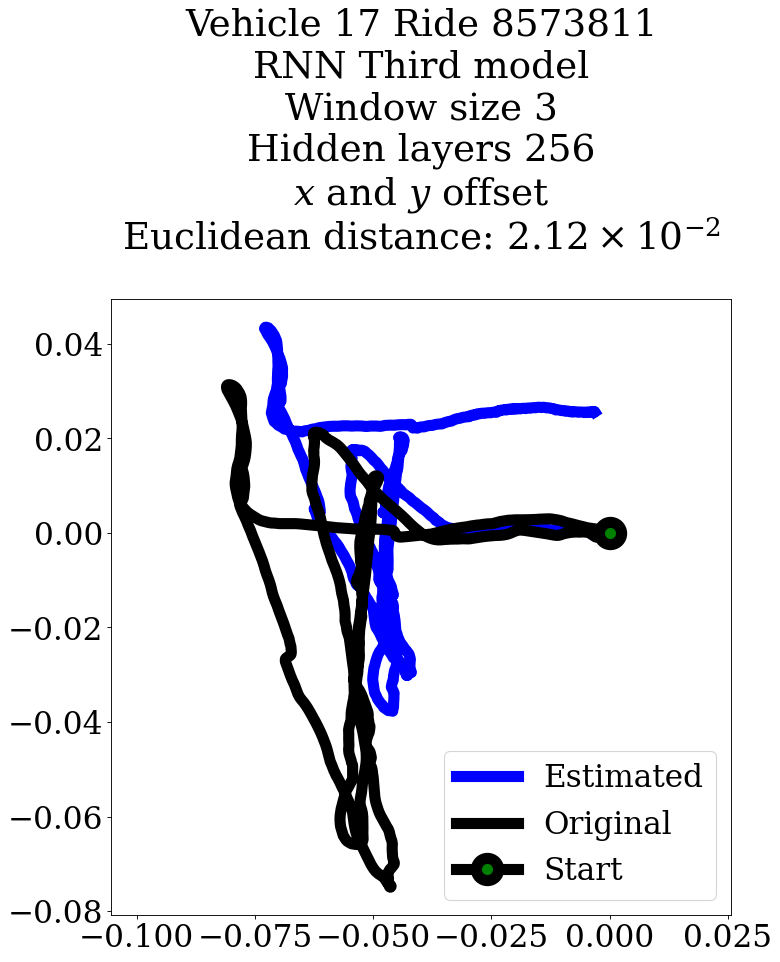 Vehicle 17 Ride 8573811
RNN Third model
Window size 3
Hidden layers 256
x and y offset
Euclidean distance: 2.12 × 10⁻²
0.04
0.02
0.00
−0.02
−0.04
−0.06
−0.08
Estimated
Original
Start
−0.100 −0.075 −0.050 −0.025 0.000 0.025